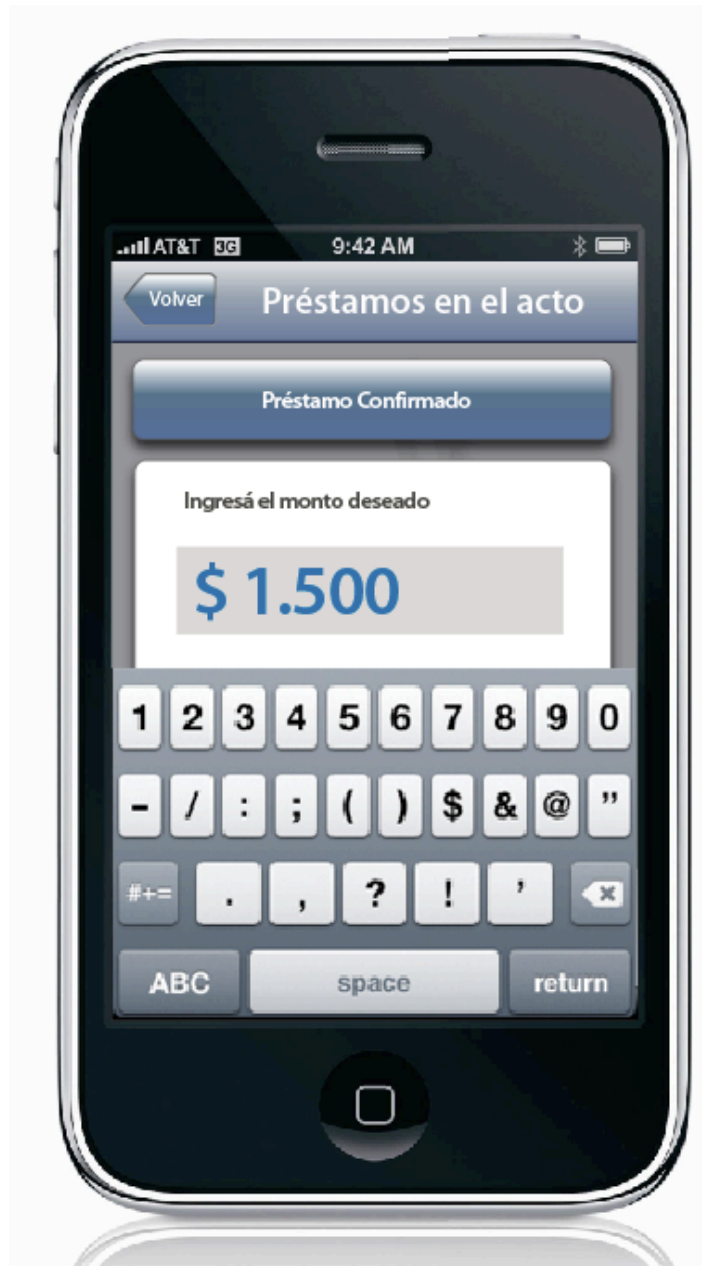 AT&T 3G 9:42 AM
Volver Préstamos en el acto
Préstamo Confirmado
Ingresá el monto deseado
$ 1.500
1 2 3 4 5 6 7 8 9 0
- / : ; ( ) $ & @ ”
#+= . , ? ! ’
ABC space return